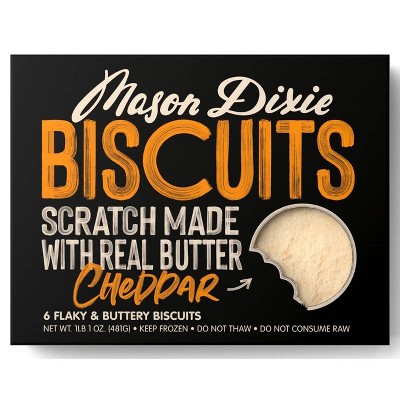 Mason Dixie
BISCUITS
SCRATCH MADE
WITH REAL BUTTER
CHeDDAR
6 FLAKY & BUTTERY BISCUITS
NET WT. 1LB 1 OZ. (481G) • KEEP FROZEN • DO NOT THAW • DO NOT CONSUME RAW